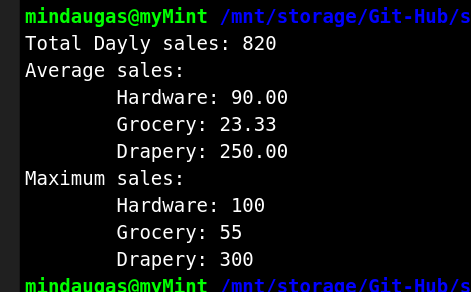 mindaugas@myMint /mnt/storage/Git-Hub/s
Total Dayly sales: 820
Average sales:
Hardware: 90.00
Grocery: 23.33
Drapery: 250.00
Maximum sales:
Hardware: 100
Grocery: 55
Drapery: 300
mindaugas@myMint /mnt/storage/Git-Hub/s